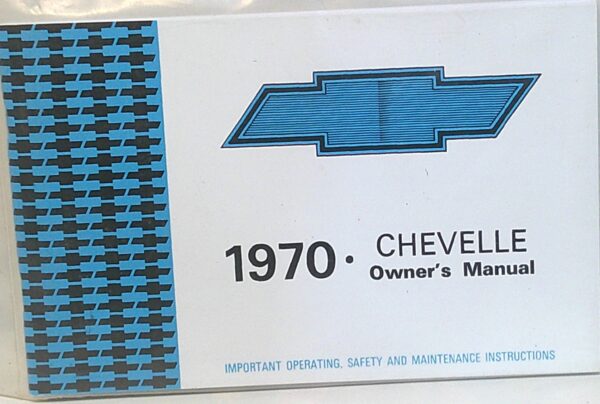 1970 · CHEVELLE
Owner's Manual
IMPORTANT OPERATING, SAFETY AND MAINTENANCE INSTRUCTIONS